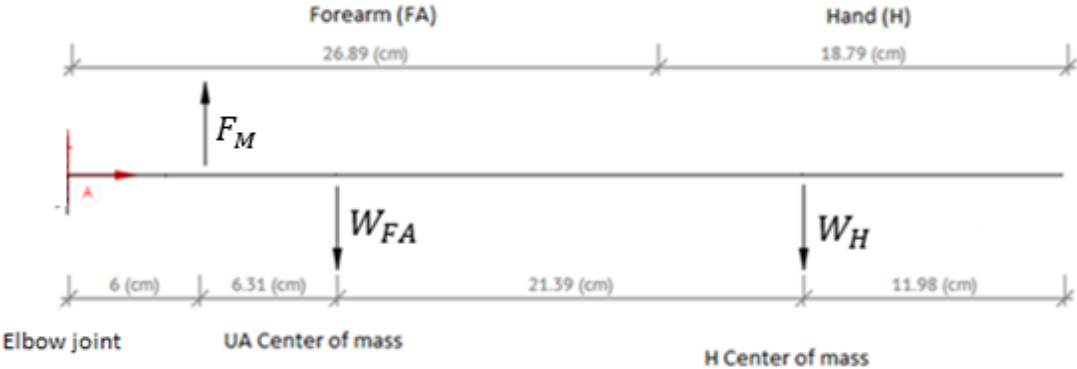 Forearm (FA) Hand (H)
26.89 (cm) 18.79 (cm)
F_M
A
W_FA W_H
6 (cm) 6.31 (cm) 21.39 (cm) 11.98 (cm)
Elbow joint UA Center of mass
H Center of mass